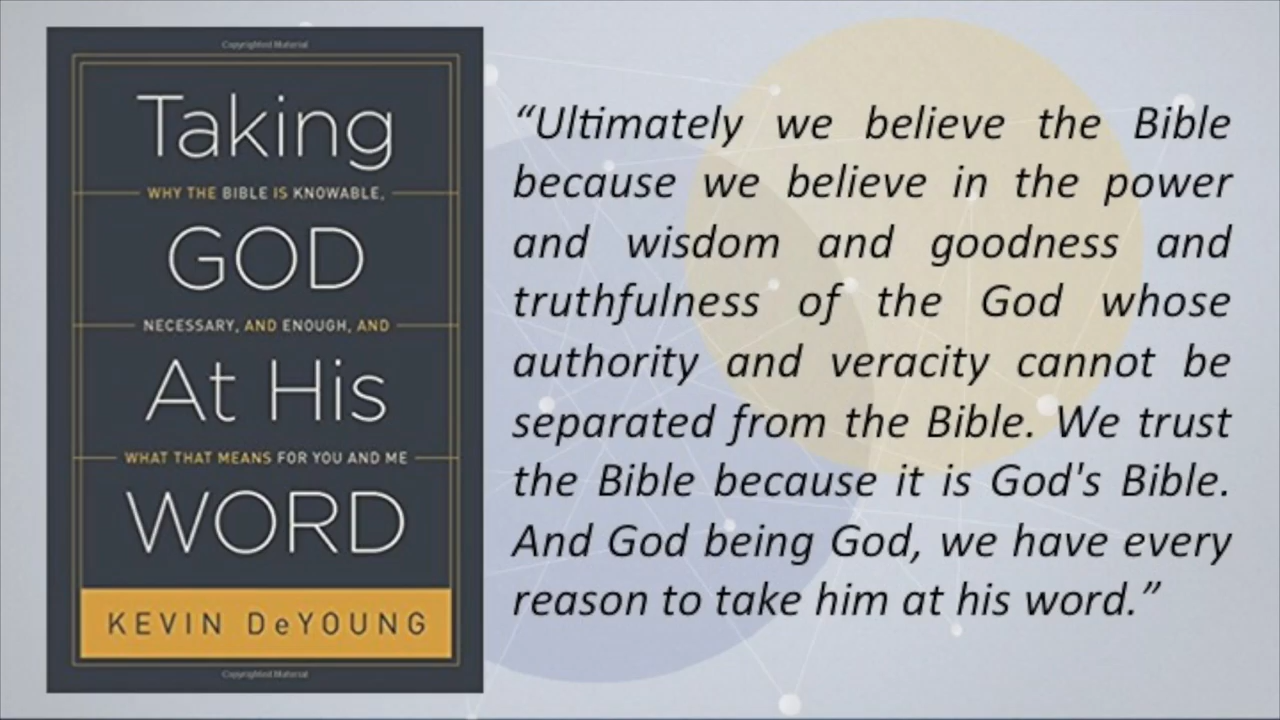 Copyrighted Material
Taking
WHY THE BIBLE IS KNOWABLE,
GOD
NECESSARY, AND ENOUGH, AND
At His
WHAT THAT MEANS FOR YOU AND ME
WORD
KEVIN DeYOUNG
Copyrighted Material
“Ultimately we believe the Bible
because we believe in the power
and wisdom and goodness and
truthfulness of the God whose
authority and veracity cannot be
separated from the Bible. We trust
the Bible because it is God's Bible.
And God being God, we have every
reason to take him at his word.”